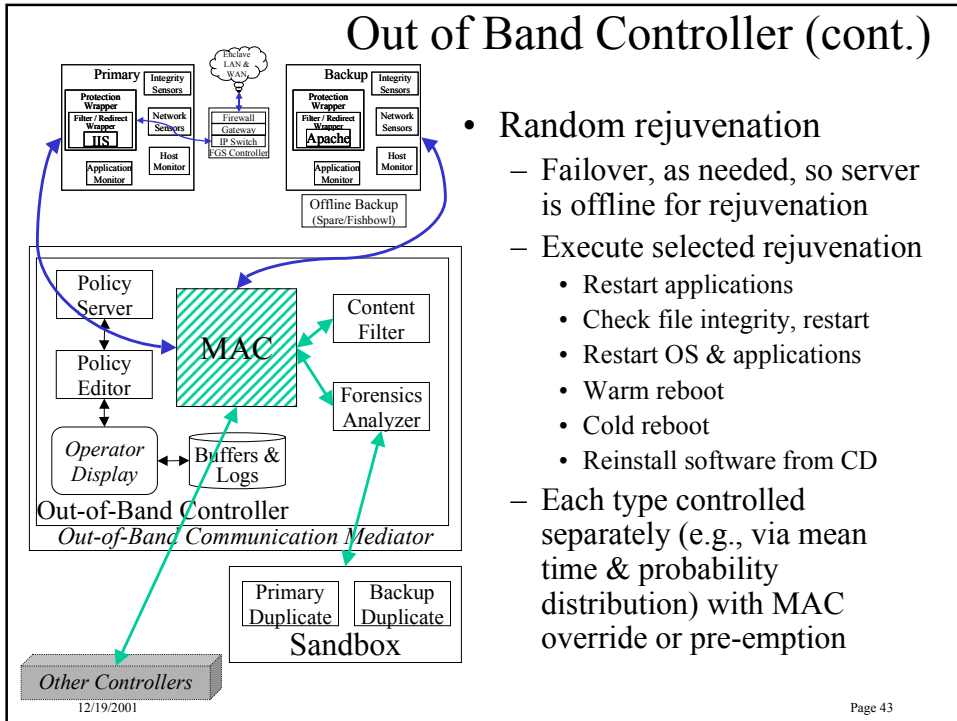 Out of Band Controller (cont.)
Enclave
LAN &
WAN
Primary
Integrity
Sensors
Protection
Wrapper
Filter / Redirect
Wrapper
IIS
Network
Sensors
Host
Monitor
Application
Monitor
Firewall
Gateway
IP Switch
FGS Controller
Backup
Integrity
Sensors
Protection
Wrapper
Filter / Redirect
Wrapper
Apache
Network
Sensors
Host
Monitor
Application
Monitor
Offline Backup
(Spare/Fishbowl)
Policy
Server
Policy
Editor
Operator
Display
MAC
Content
Filter
Forensics
Analyzer
Buffers &
Logs
Out-of-Band Controller
Out-of-Band Communication Mediator
Primary
Duplicate
Backup
Duplicate
Sandbox
Other Controllers
• Random rejuvenation
– Failover, as needed, so server
is offline for rejuvenation
– Execute selected rejuvenation
• Restart applications
• Check file integrity, restart
• Restart OS & applications
• Warm reboot
• Cold reboot
• Reinstall software from CD
– Each type controlled
separately (e.g., via mean
time & probability
distribution) with MAC
override or pre-emption
12/19/2001
Page 43